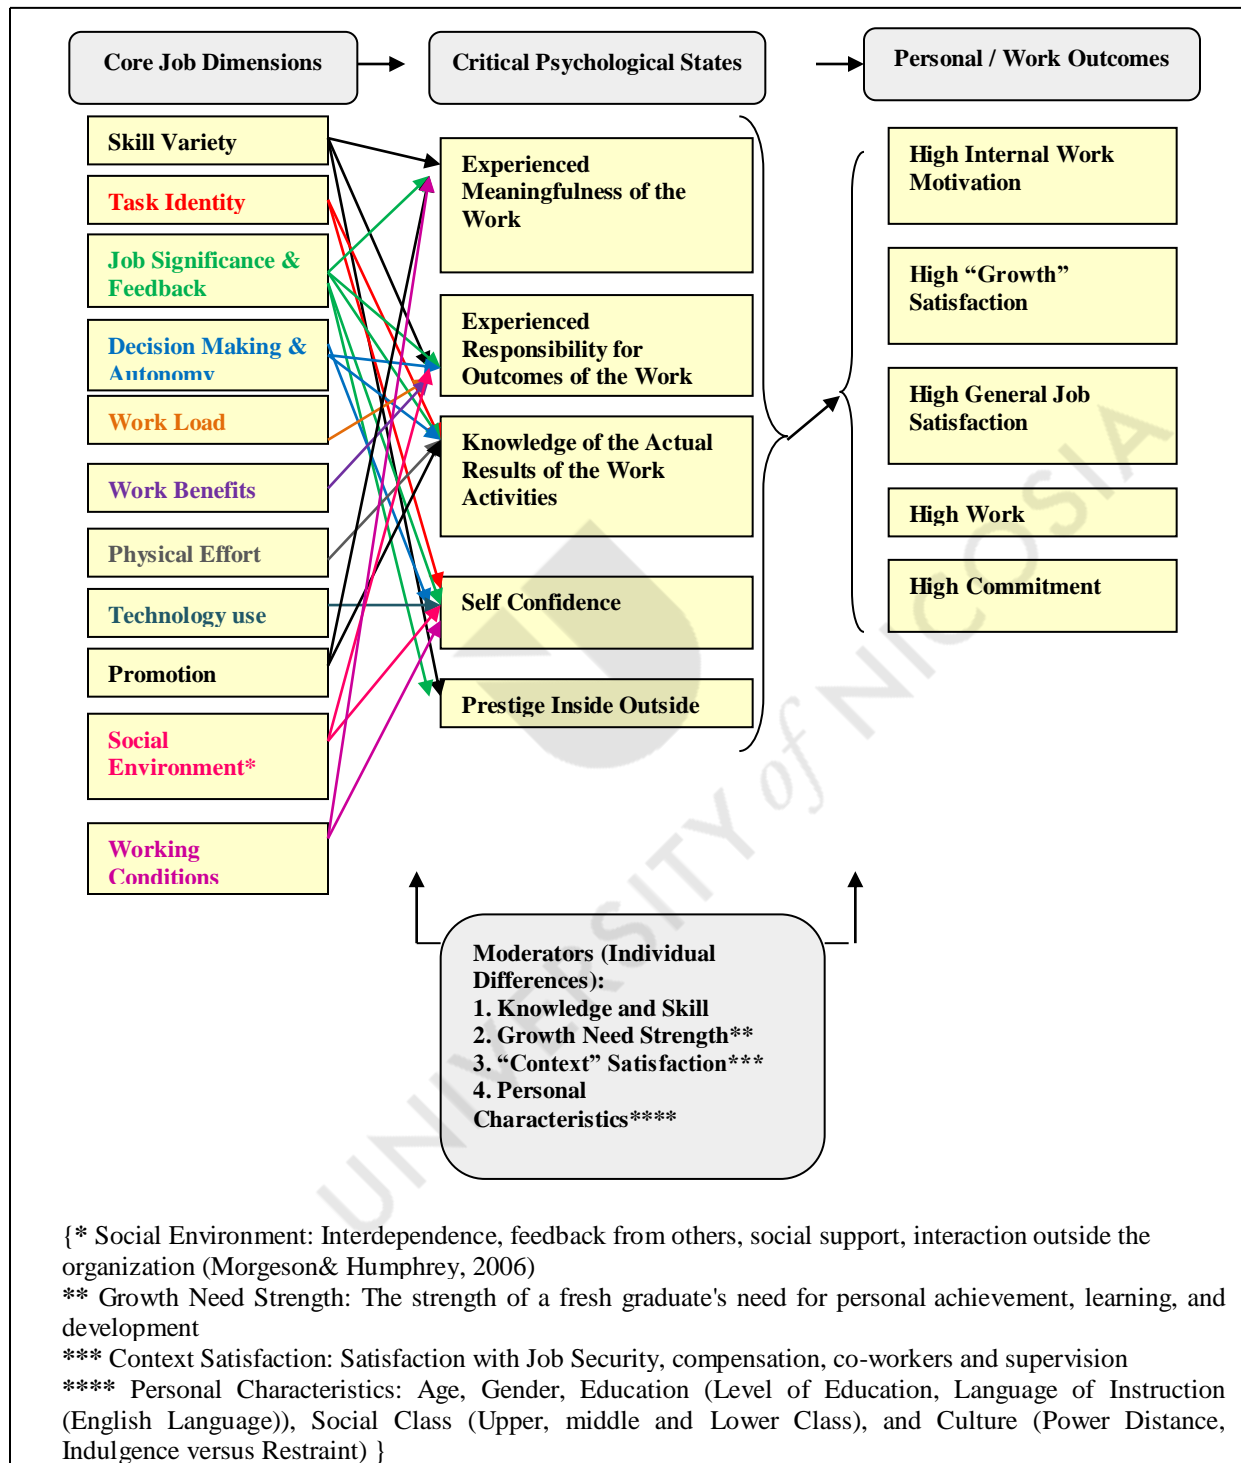 Core Job Dimensions
Critical Psychological States
Personal / Work Outcomes
Skill Variety
Task Identity
Job Significance &
Feedback
Decision Making &
Autonomy
Work Load
Work Benefits
Physical Effort
Technology use
Promotion
Social
Environment*
Working
Conditions
Experienced
Meaningfulness of the
Work
Experienced
Responsibility for
Outcomes of the Work
Knowledge of the Actual
Results of the Work
Activities
Self Confidence
Prestige Inside Outside
High Internal Work
Motivation
High “Growth”
Satisfaction
High General Job
Satisfaction
High Work
High Commitment
Moderators (Individual
Differences):
1. Knowledge and Skill
2. Growth Need Strength**
3. “Context” Satisfaction***
4. Personal
Characteristics****
{* Social Environment: Interdependence, feedback from others, social support, interaction outside the
organization (Morgeson& Humphrey, 2006)
** Growth Need Strength: The strength of a fresh graduate's need for personal achievement, learning, and
development
*** Context Satisfaction: Satisfaction with Job Security, compensation, co-workers and supervision
**** Personal Characteristics: Age, Gender, Education (Level of Education, Language of Instruction
(English Language)), Social Class (Upper, middle and Lower Class), and Culture (Power Distance,
Indulgence versus Restraint) }
UNIVERSITY of NICOSIA